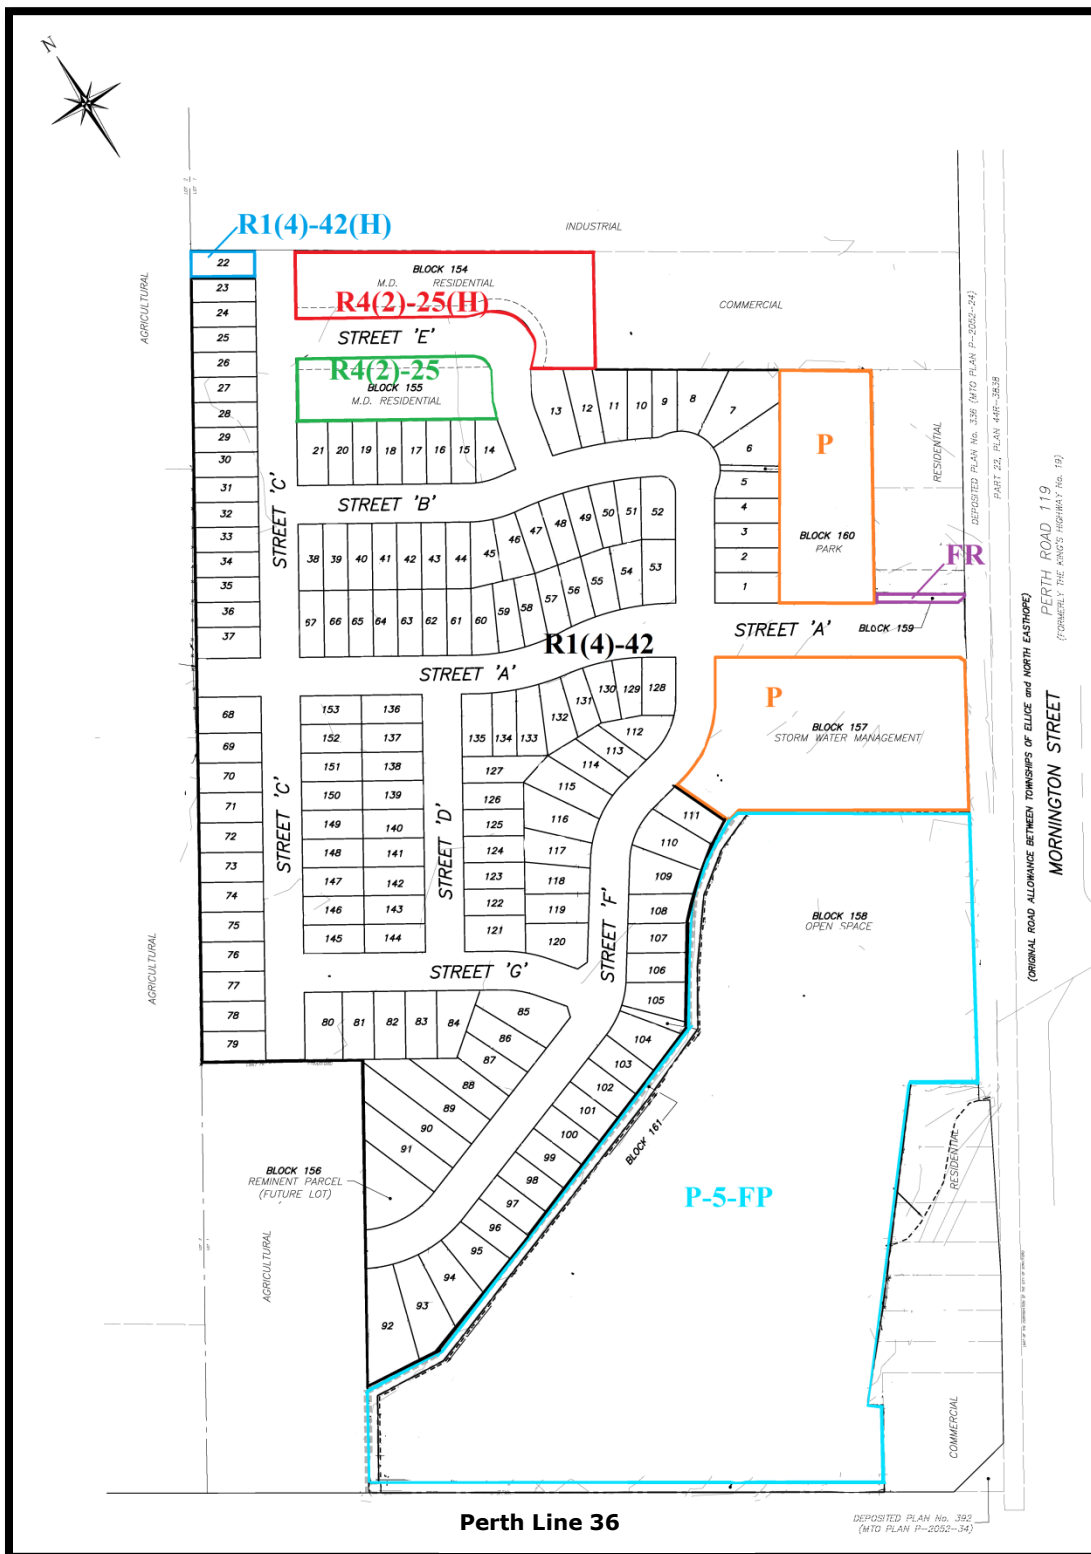 N
LOT 2
LOT 1
R1(4)-42(H)
INDUSTRIAL
22
BLOCK 154
M.D. RESIDENTIAL
R4(2)-25(H)
COMMERCIAL
AGRICULTURAL
23
24
25
26
27
28
29
30
31
32
33
34
35
36
37
STREET 'E'
R4(2)-25
BLOCK 155
M.D. RESIDENTIAL
13
12
11
10
9
8
7
6
5
4
3
2
1
P
BLOCK 160
PARK
RESIDENTIAL
DEPOSITED PLAN No. 336 (MTO PLAN P-2052-24)
PART 23, PLAN 44R-3838
21
20
19
18
17
16
15
14
STREET 'C'
STREET 'B'
38
39
40
41
42
43
44
45
46
47
48
49
50
51
52
67
66
65
64
63
62
61
60
59
58
57
56
55
54
53
FR
BLOCK 159
PERTH ROAD 119
(FORMERLY THE KING'S HIGHWAY No. 19)
MORNINGTON STREET
(ORIGINAL ROAD ALLOWANCE BETWEEN TOWNSHIPS OF ELLICE and NORTH EASTHOPE)
R1(4)-42
STREET 'A'
STREET 'A'
68
69
70
71
72
73
74
75
76
77
78
79
STREET 'C'
153
136
152
137
151
138
150
139
149
140
148
141
147
142
146
143
145
144
STREET 'D'
135
134
133
132
131
130
129
128
127
126
125
124
123
122
121
112
113
114
115
116
117
118
119
120
P
BLOCK 157
STORM WATER MANAGEMENT
111
110
109
108
107
106
105
104
103
102
101
100
99
98
97
96
95
94
93
92
STREET 'F'
BLOCK 158
OPEN SPACE
AGRICULTURAL
STREET 'G'
80
81
82
83
84
85
86
87
88
89
90
91
BLOCK 161
BLOCK 156
REMINENT PARCEL
(FUTURE LOT)
P-5-FP
RESIDENTIAL
AGRICULTURAL
LOT 2
LOT 1
COMMERCIAL
Perth Line 36
DEPOSITED PLAN No. 392
(MTO PLAN P-2052-34)